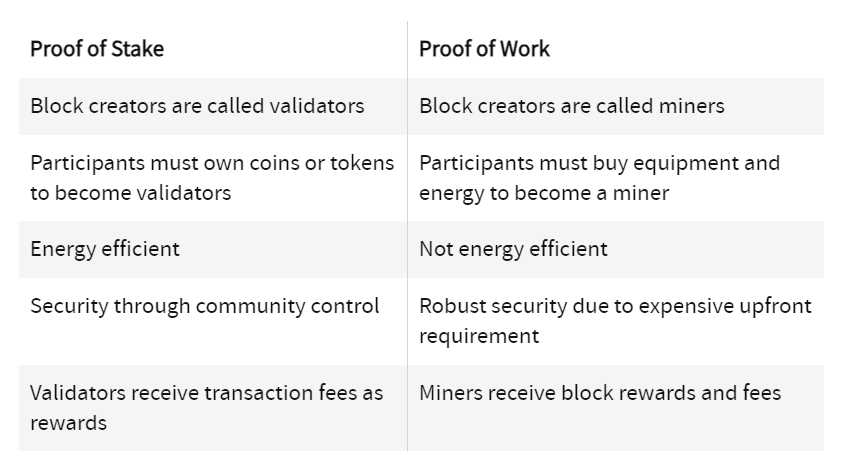 Proof of Stake
Proof of Work
Block creators are called validators
Block creators are called miners
Participants must own coins or tokens
to become validators
Participants must buy equipment and
energy to become a miner
Energy efficient
Not energy efficient
Security through community control
Robust security due to expensive upfront
requirement
Validators receive transaction fees as
rewards
Miners receive block rewards and fees